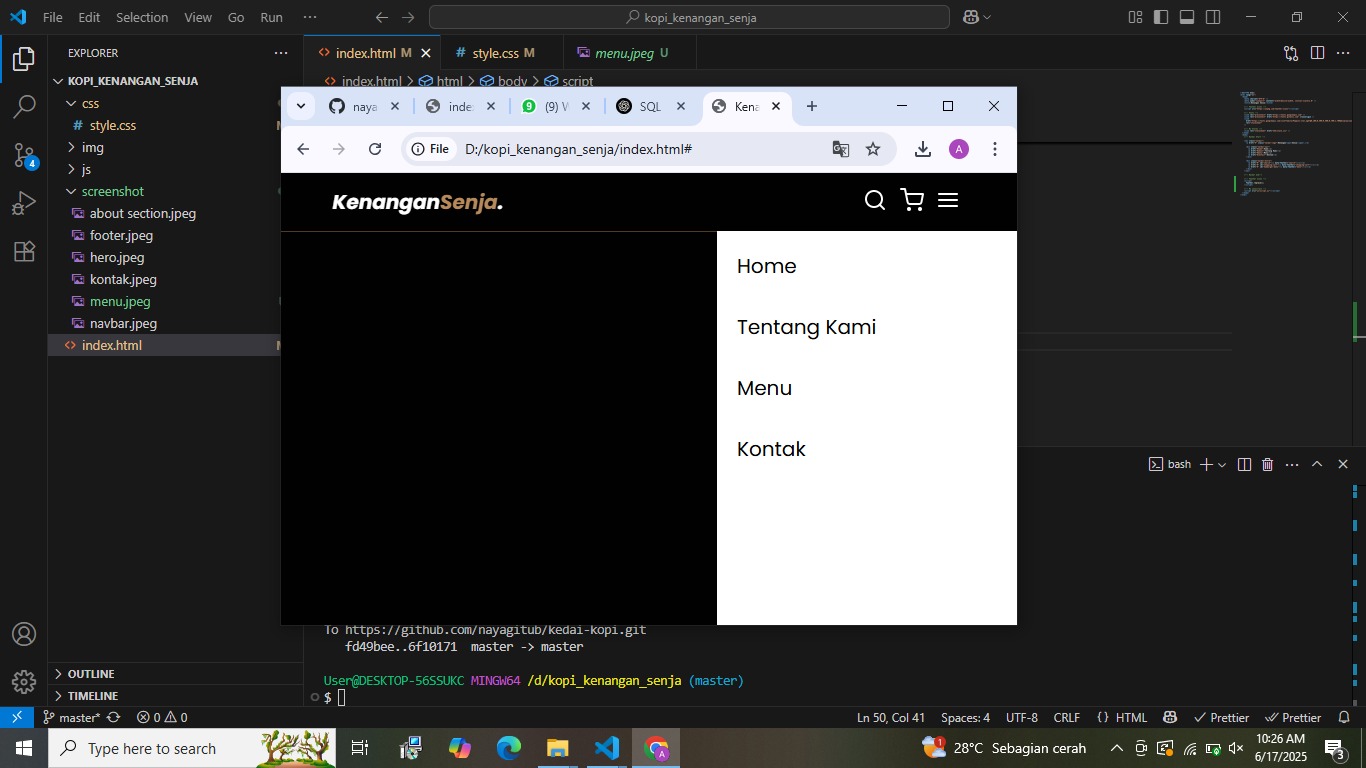 File Edit Selection View Go Run ··· kopi_kenangan_senja
EXPLORER ···
index.html M
style.css M
menu.jpeg U
KOPI_KENANGAN_SENJA
index.html > html > body > script
css
style.css
img
js
screenshot
about section.jpeg
footer.jpeg
hero.jpeg
kontak.jpeg
menu.jpeg
navbar.jpeg
index.html
4
naya
inde
9 (9) W
SQL
Kena
File D:/kopi_kenangan_senja/index.html#
A
KenanganSenja.
Home
Tentang Kami
Menu
Kontak
bash
To https://github.com/nayagitub/kedai-kopi.git
fd49bee..6f10171 master -> master
User@DESKTOP-56SSUKC MINGW64 /d/kopi_kenangan_senja (master)
$
OUTLINE
TIMELINE
master* 0 0 Ln 50, Col 41 Spaces: 4 UTF-8 CRLF {} HTML Prettier Prettier
Type here to search
A
1
28°C Sebagian cerah
10:26 AM
6/17/2025
3